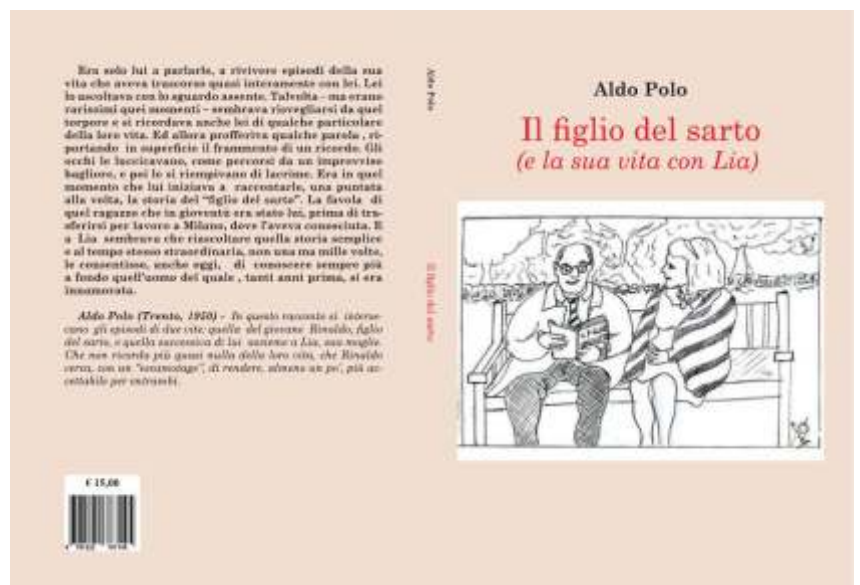 Era solo lui a parlarle, a rivivere episodi della sua
vita che aveva trascorso quasi interamente con lei. Lei
lo ascoltava con lo sguardo assente. Talvolta - ma erano
rarissimi quei momenti - sembrava risvegliarsi da quel
torpore e si ricordava anche lei di qualche particolare
della loro vita. Ed allora profferiva qualche parola , ri-
portando in superficie il frammento di un ricordo. Gli
occhi le luccicavano, come percorsi da un improvviso
bagliore, e poi le si riempivano di lacrime. Era in quel
momento che lui iniziava a raccontarle, una puntata
alla volta, la storia del "figlio del sarto". La favola di
quel ragazzo che in gioventù era stato lui, prima di tra-
sferirsi per lavoro a Milano, dove l'aveva conosciuta. E
a Lia sembrava che riascoltare quella storia semplice
e al tempo stesso straordinaria, non una ma mille volte,
le consentisse, anche oggi, di conoscere sempre più
a fondo quell'uomo del quale , tanti anni prima, si era
innamorata.
Aldo Polo (Trento, 1950) - In questo racconto si interse-
cano gli episodi di due vite: quella del giovane Rinaldo, figlio
del sarto, e quella successiva di lui assieme a Lia, sua moglie.
Che non ricorda più quasi nulla della loro vita, che Rinaldo
cerca, con un "escamotage", di rendere, almeno un po', più ac-
cettabile per entrambi.
€ 15,00
Aldo Polo
Il figlio del sarto
Aldo Polo
Il figlio del sarto
(e la sua vita con Lia)